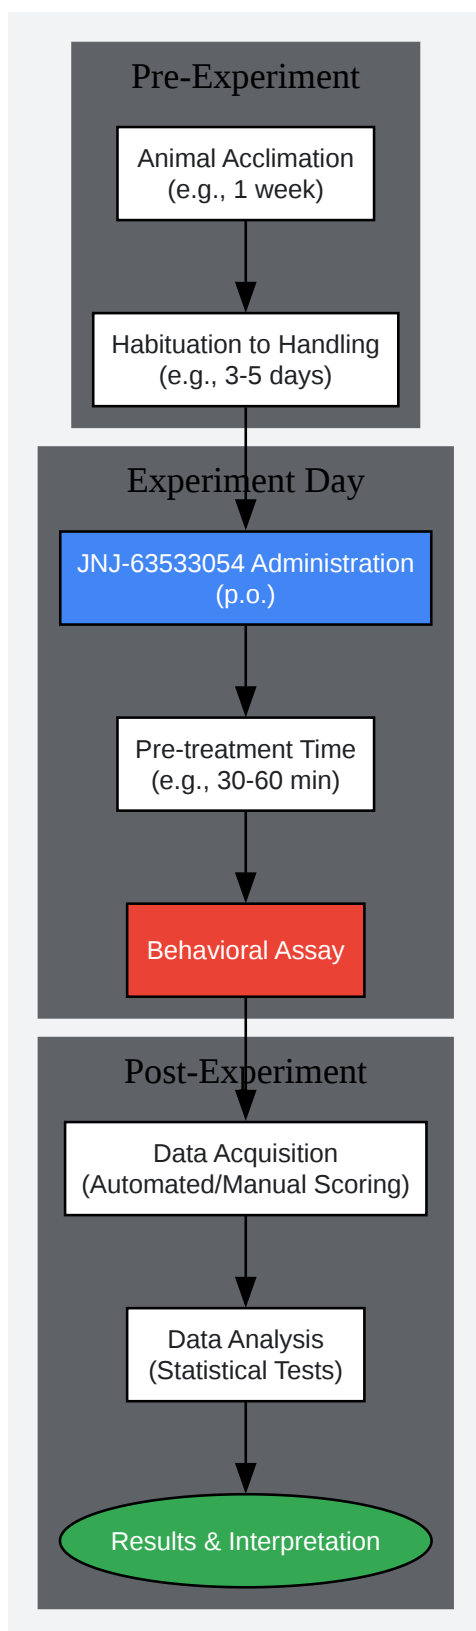 Pre-Experiment
Animal Acclimation
(e.g., 1 week)
Habituation to Handling
(e.g., 3-5 days)
Experiment Day
JNJ-63533054 Administration
(p.o.)
Pre-treatment Time
(e.g., 30-60 min)
Behavioral Assay
Post-Experiment
Data Acquisition
(Automated/Manual Scoring)
Data Analysis
(Statistical Tests)
Results & Interpretation